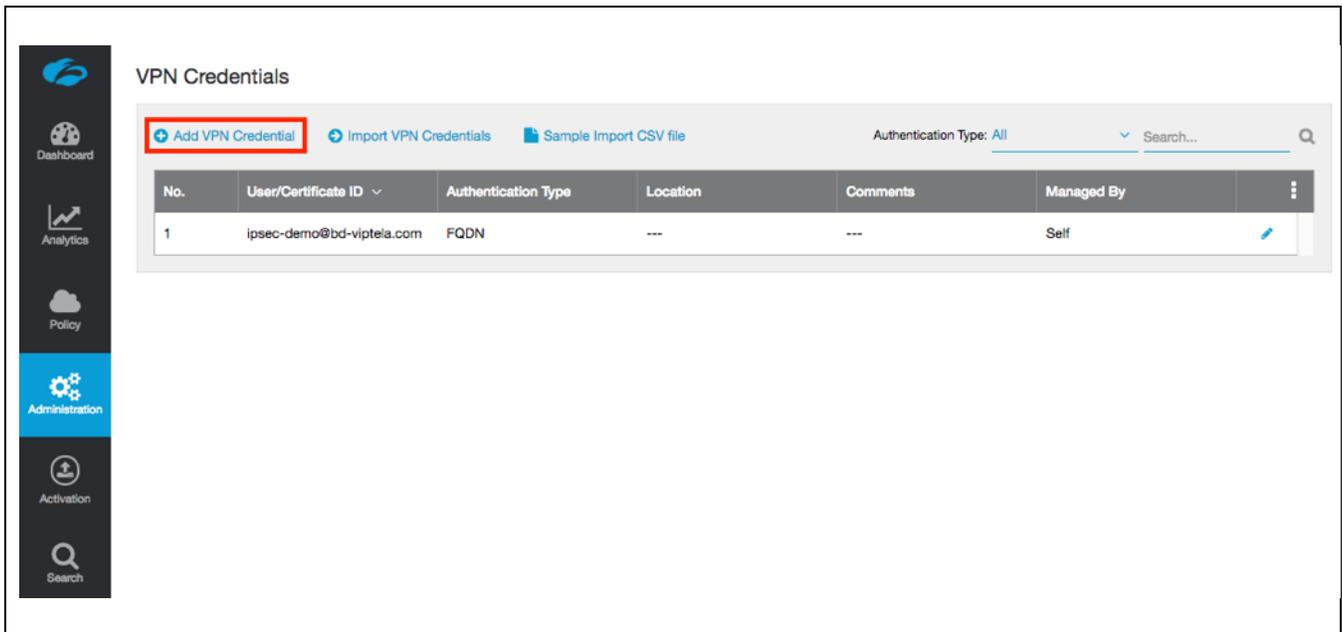 VPN Credentials
Add VPN Credential Import VPN Credentials Sample Import CSV file Authentication Type: All Search...
No. User/Certificate ID Authentication Type Location Comments Managed By
1 ipsec-demo@bd-viptela.com FQDN --- --- Self
Dashboard
Analytics
Policy
Administration
Activation
Search